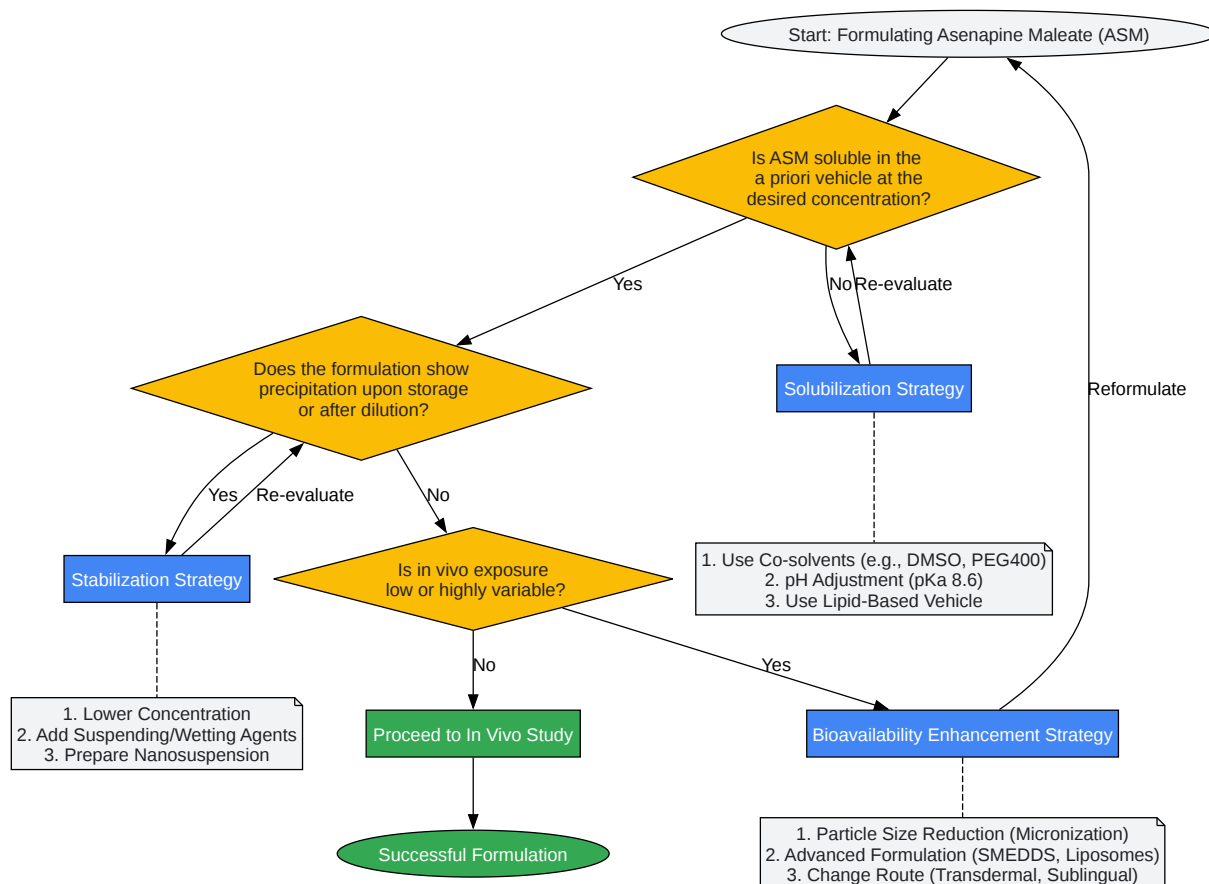 Start: Formulating Asenapine Maleate (ASM)
Is ASM soluble in the
a priori vehicle at the
desired concentration?
Yes
No
Re-evaluate
Does the formulation show
precipitation upon storage
or after dilution?
Solubilization Strategy
Reformulate
Yes
Re-evaluate
No
1. Use Co-solvents (e.g., DMSO, PEG400)
2. pH Adjustment (pKa 8.6)
3. Use Lipid-Based Vehicle
Stabilization Strategy
Is in vivo exposure
low or highly variable?
No
Yes
1. Lower Concentration
2. Add Suspending/Wetting Agents
3. Prepare Nanosuspension
Proceed to In Vivo Study
Bioavailability Enhancement Strategy
Successful Formulation
1. Particle Size Reduction (Micronization)
2. Advanced Formulation (SMEDDS, Liposomes)
3. Change Route (Transdermal, Sublingual)